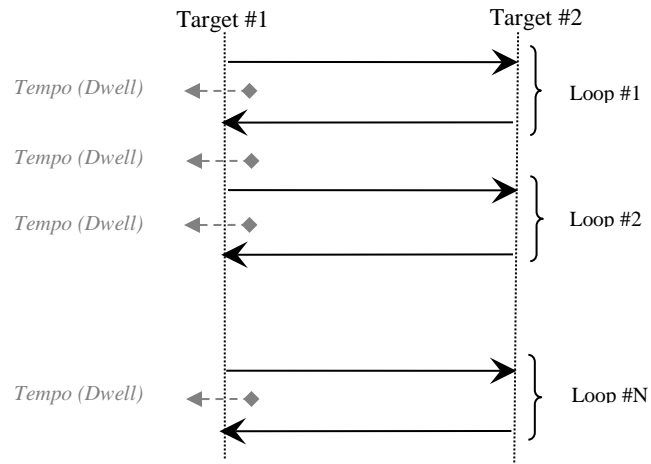 Target #1
Target #2
Tempo (Dwell)
Loop #1
Tempo (Dwell)
Tempo (Dwell)
Loop #2
Tempo (Dwell)
Loop #N